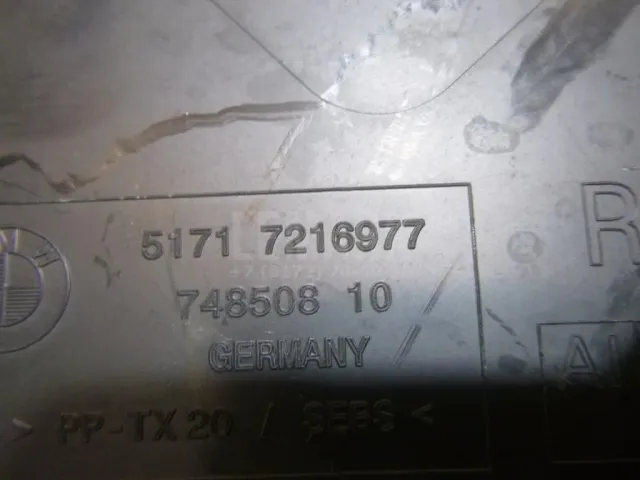 5171 7216977
R
748508 10
GERMANY
> PP-TX20 / SEBS <